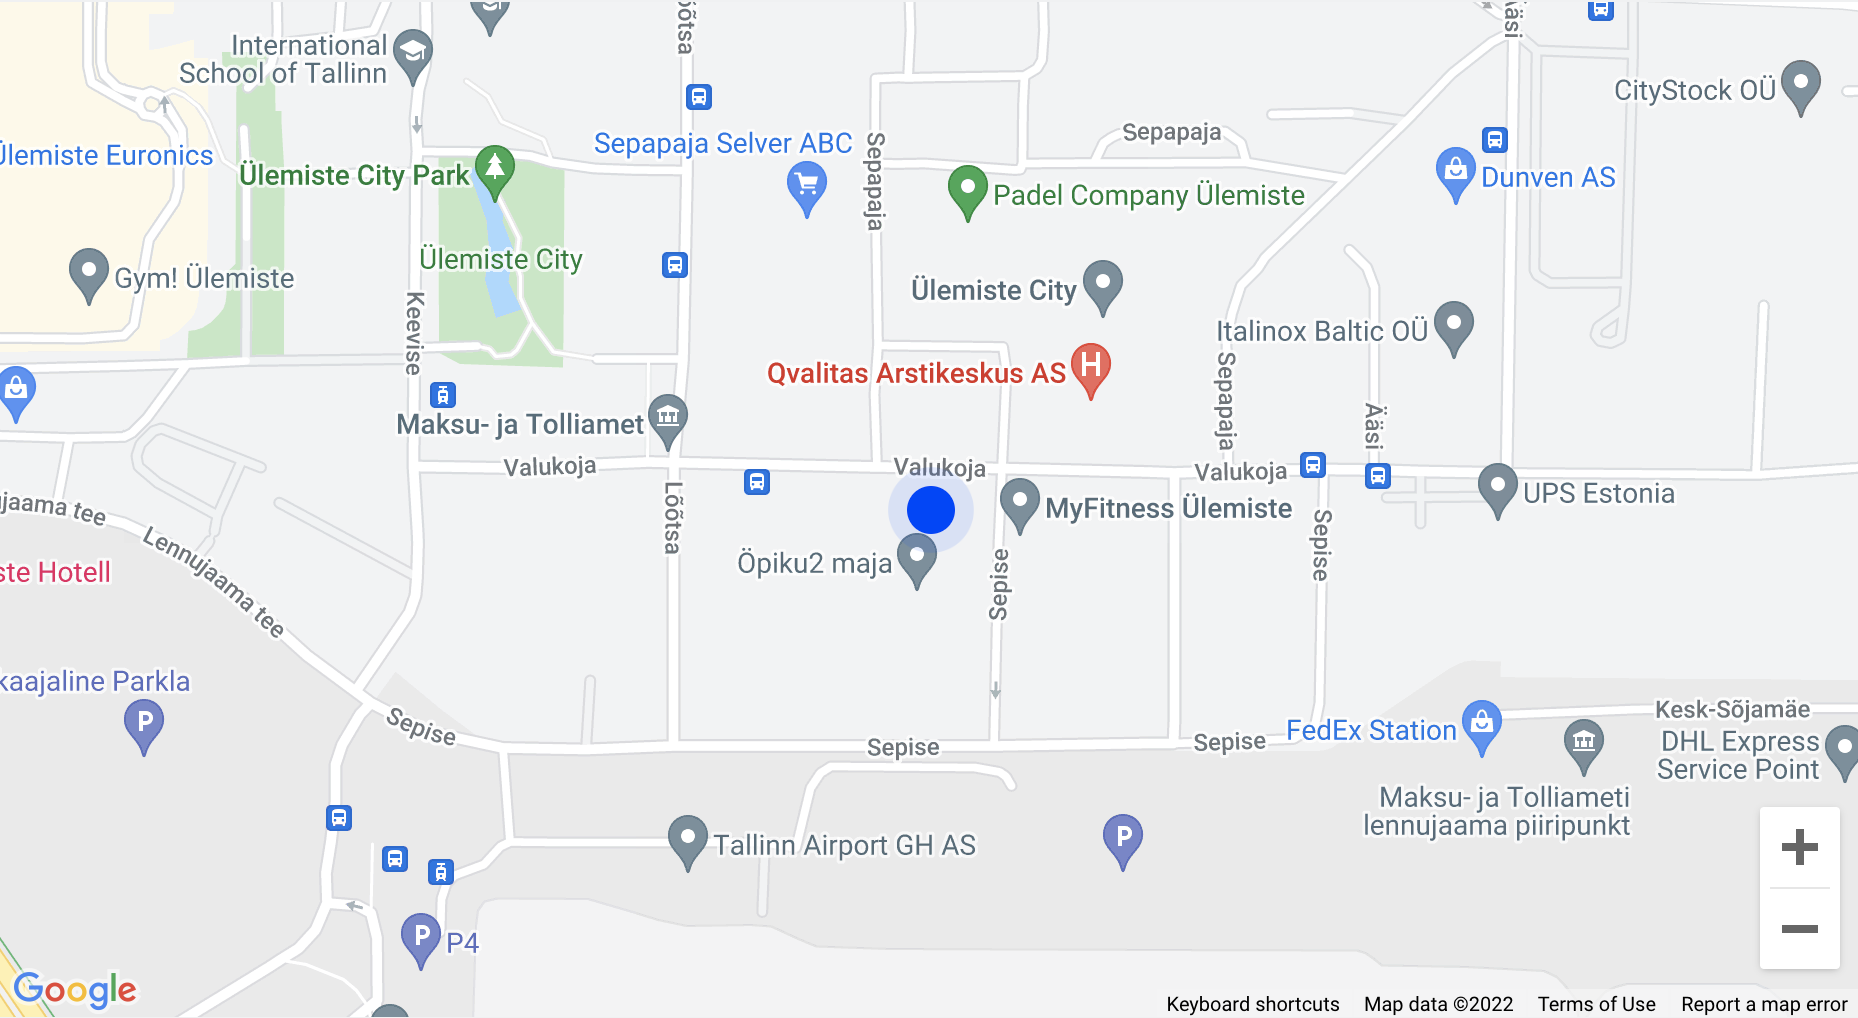 International
School of Tallinn
Lõõtsa
Ääsi
CityStock OÜ
Sepapaja
Sepapaja Selver ABC
Ülemiste Euronics
Ülemiste City Park
Sepapaja
Padel Company Ülemiste
Dunven AS
Ülemiste City
Gym! Ülemiste
Ülemiste City
Keevise
Italinox Baltic OÜ
Qvalitas Arstikeskus AS
H
Sepapaja
Ääsi
Maksu- ja Tolliamet
Valukoja
Valukoja
Valukoja
UPS Estonia
MyFitness Ülemiste
Lõõtsa
Sepise
ujaama tee
Lennujaama tee
Öpiku2 maja
Sepise
ste Hotell
kaajaline Parkla
P
Sepise
Sepise
Sepise
FedEx Station
Kesk-Sõjamäe
DHL Express
Service Point
Maksu- ja Tolliameti
lennujaama piiripunkt
Tallinn Airport GH AS
P
P P4
Google
Keyboard shortcuts Map data ©2022 Terms of Use Report a map error